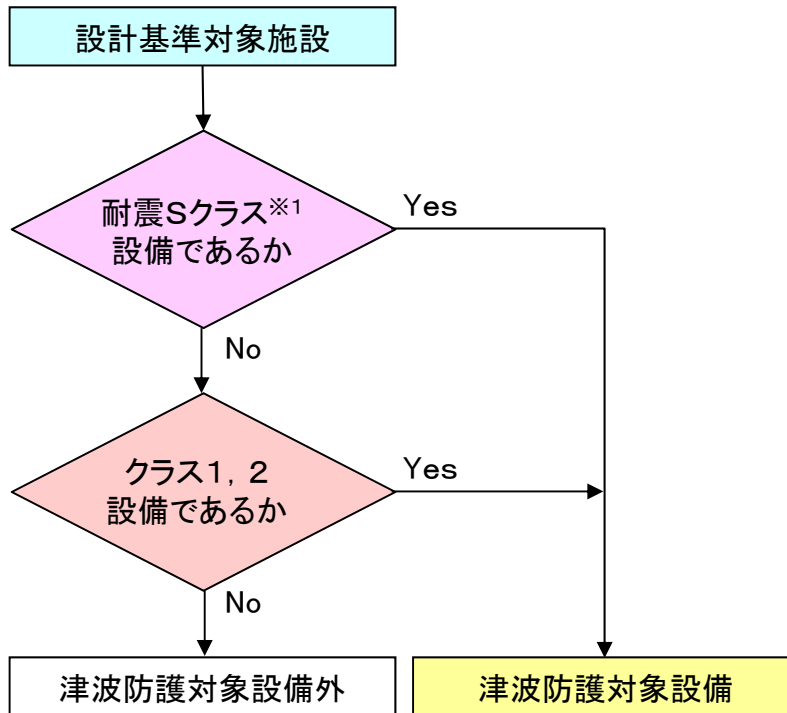 設計基準対象施設
耐震Sクラス※1
設備であるか
Yes
No
クラス1,2
設備であるか
Yes
No
津波防護対象設備外
津波防護対象設備